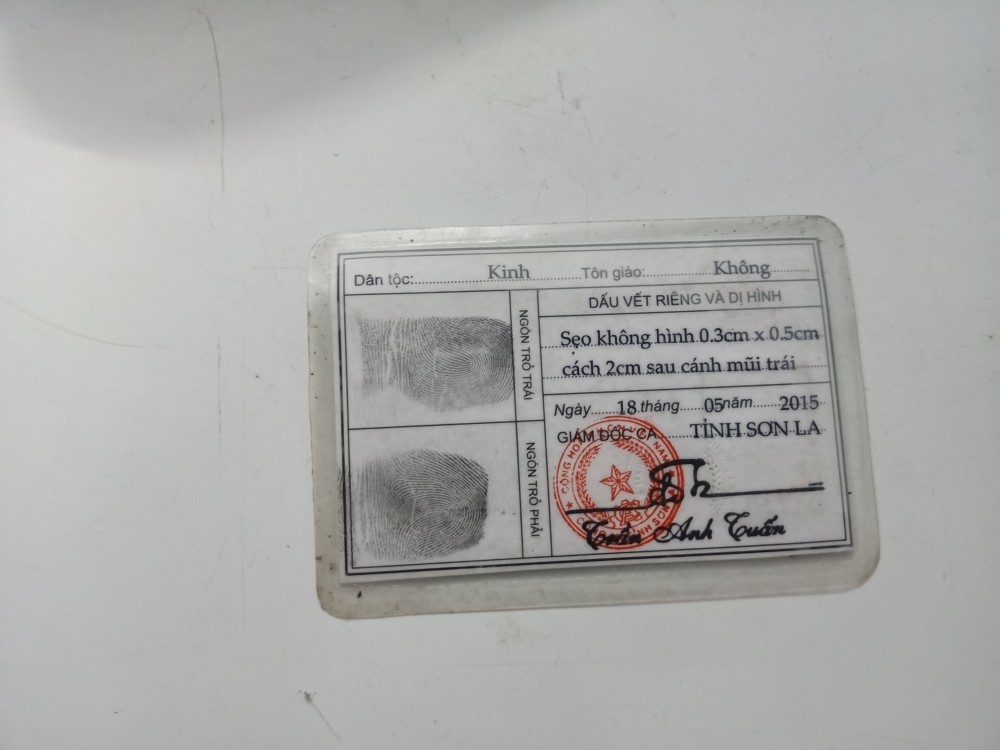 Dân tộc: Kinh Tôn giáo: Không
DẤU VẾT RIÊNG VÀ DỊ HÌNH
NGÓN TRỎ TRÁI
Sẹo không hình 0.3cm x 0.5cm
cách 2cm sau cánh mũi trái
Ngày 18 tháng 05 năm 2015
GIÁM ĐỐC CA TỈNH SƠN LA
NGÓN TRỎ PHẢI
Trần Anh Tuấn